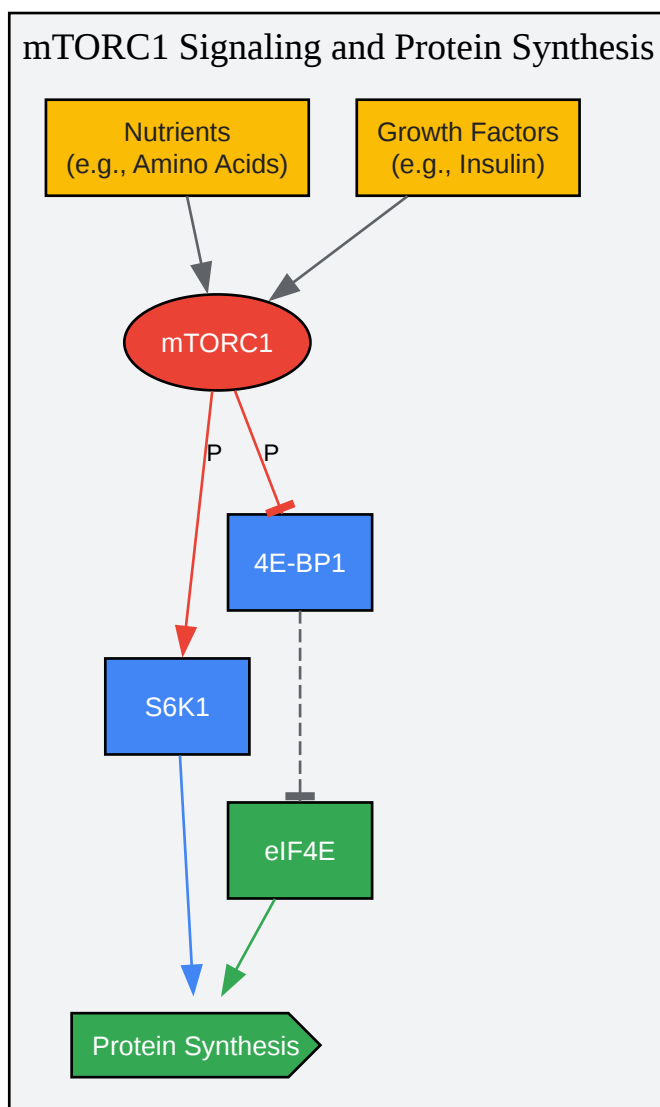 mTORC1 Signaling and Protein Synthesis
Nutrients
(e.g., Amino Acids)
Growth Factors
(e.g., Insulin)
mTORC1
P
P
4E-BP1
S6K1
eIF4E
Protein Synthesis